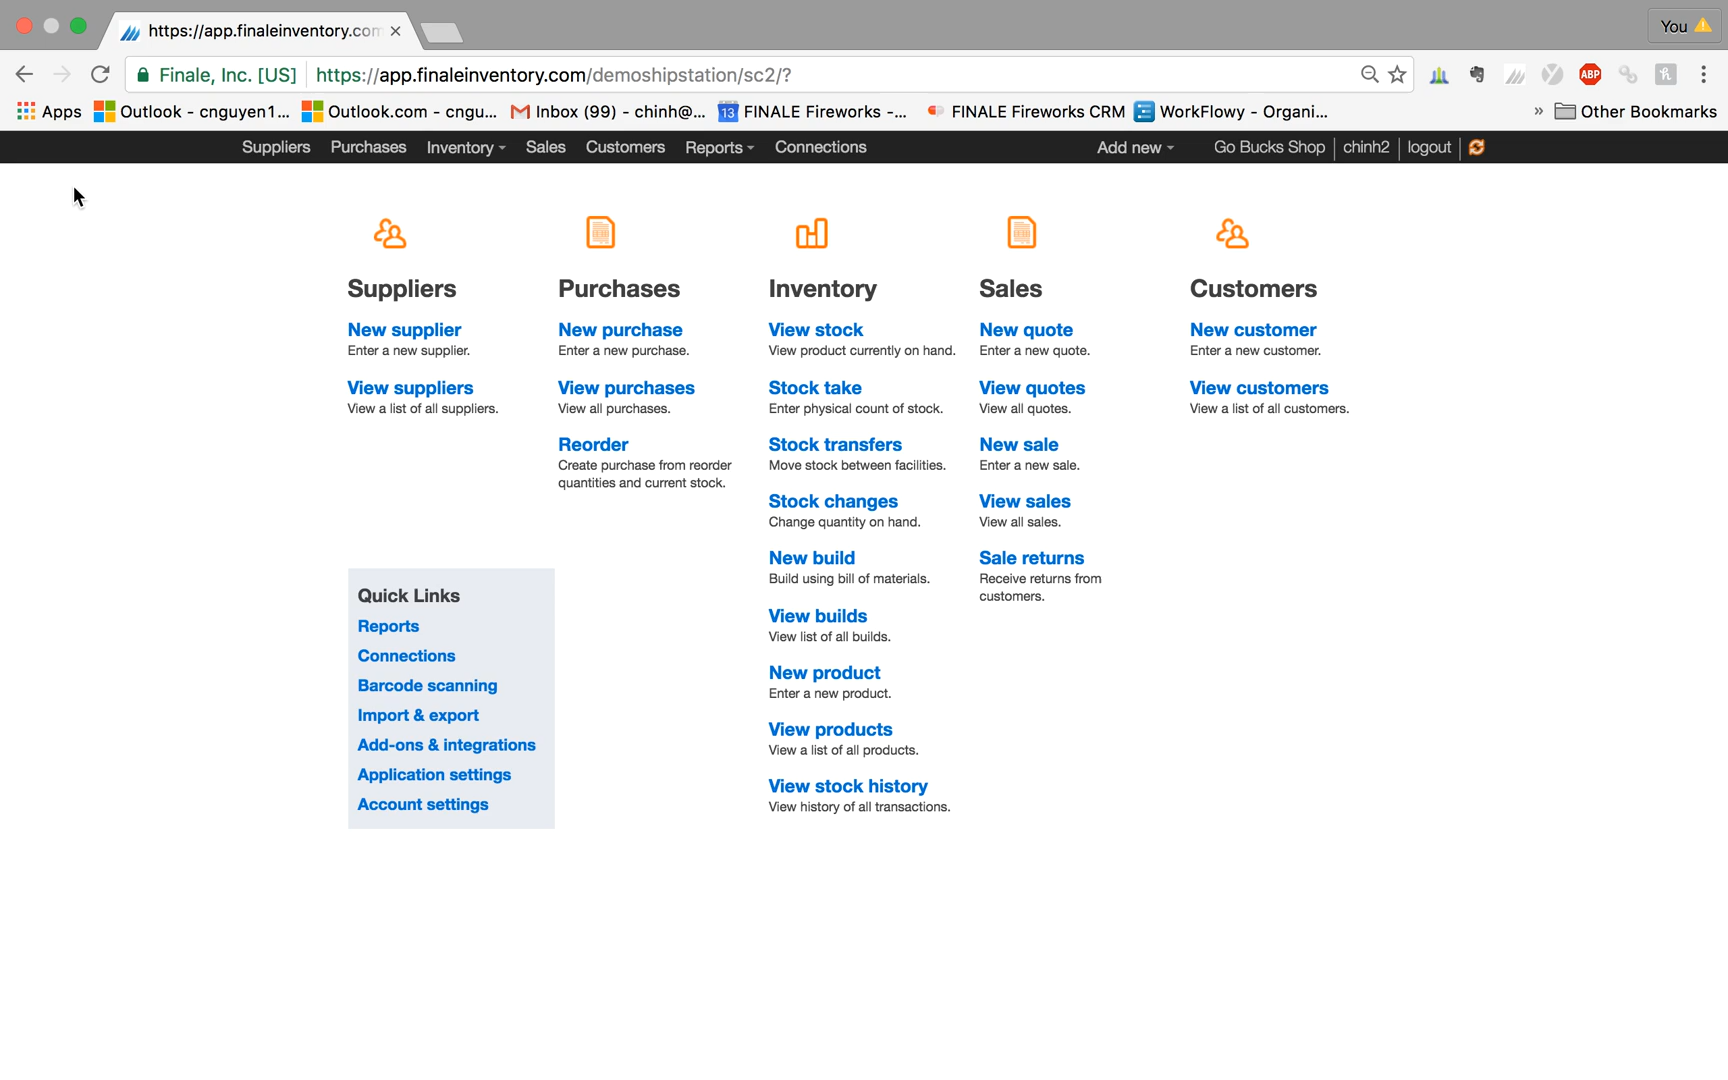 https://app.finaleinventory.com
You
Finale, Inc. [US] https://app.finaleinventory.com/demoshipstation/sc2/?
ABP
Apps Outlook - cnguyen1... Outlook.com - cngu... Inbox (99) - chinh@... 13 FINALE Fireworks -... FINALE Fireworks CRM WorkFlowy - Organi... » Other Bookmarks
Suppliers Purchases Inventory Sales Customers Reports Connections Add new Go Bucks Shop chinh2 logout
Suppliers
New supplier
Enter a new supplier.
View suppliers
View a list of all suppliers.
Purchases
New purchase
Enter a new purchase.
View purchases
View all purchases.
Reorder
Create purchase from reorder
quantities and current stock.
Inventory
View stock
View product currently on hand.
Stock take
Enter physical count of stock.
Stock transfers
Move stock between facilities.
Stock changes
Change quantity on hand.
New build
Build using bill of materials.
View builds
View list of all builds.
New product
Enter a new product.
View products
View a list of all products.
View stock history
View history of all transactions.
Sales
New quote
Enter a new quote.
View quotes
View all quotes.
New sale
Enter a new sale.
View sales
View all sales.
Sale returns
Receive returns from
customers.
Customers
New customer
Enter a new customer.
View customers
View a list of all customers.
Quick Links
Reports
Connections
Barcode scanning
Import & export
Add-ons & integrations
Application settings
Account settings